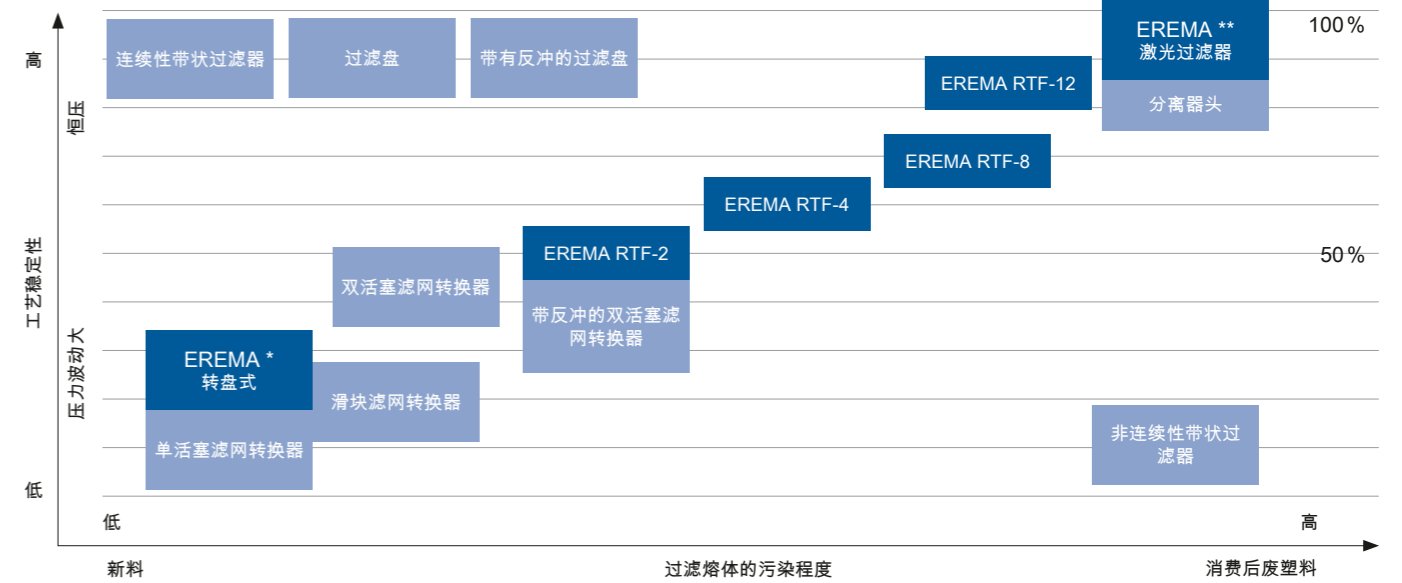 高
恒压
工艺稳定性
压力波动大
低
连续性带状过滤器
过滤盘
带有反冲的过滤盘
EREMA **
激光过滤器
分离器头
100 %
EREMA RTF-12
EREMA RTF-8
EREMA RTF-4
EREMA RTF-2
带反冲的双活塞滤
网转换器
50 %
双活塞滤网转换器
EREMA *
转盘式
单活塞滤网转换器
滑块滤网转换器
非连续性带状过
滤器
低
高
新料
过滤熔体的污染程度
消费后废塑料